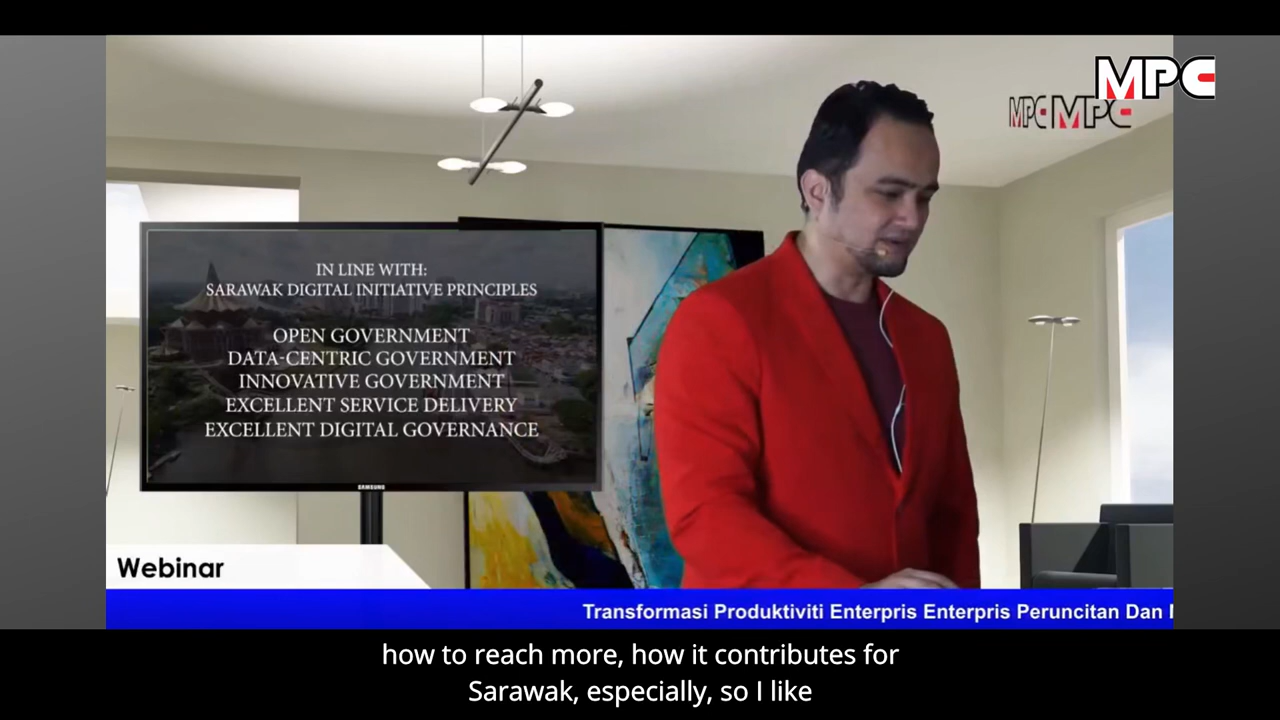 MPC
MPC MPC
IN LINE WITH:
SARAWAK DIGITAL INITIATIVE PRINCIPLES
OPEN GOVERNMENT
DATA-CENTRIC GOVERNMENT
INNOVATIVE GOVERNMENT
EXCELLENT SERVICE DELIVERY
EXCELLENT DIGITAL GOVERNANCE
SAMSUNG
Webinar
Transformasi Produktiviti Enterpris Enterpris Peruncitan Dan
how to reach more, how it contributes for
Sarawak, especially, so I like